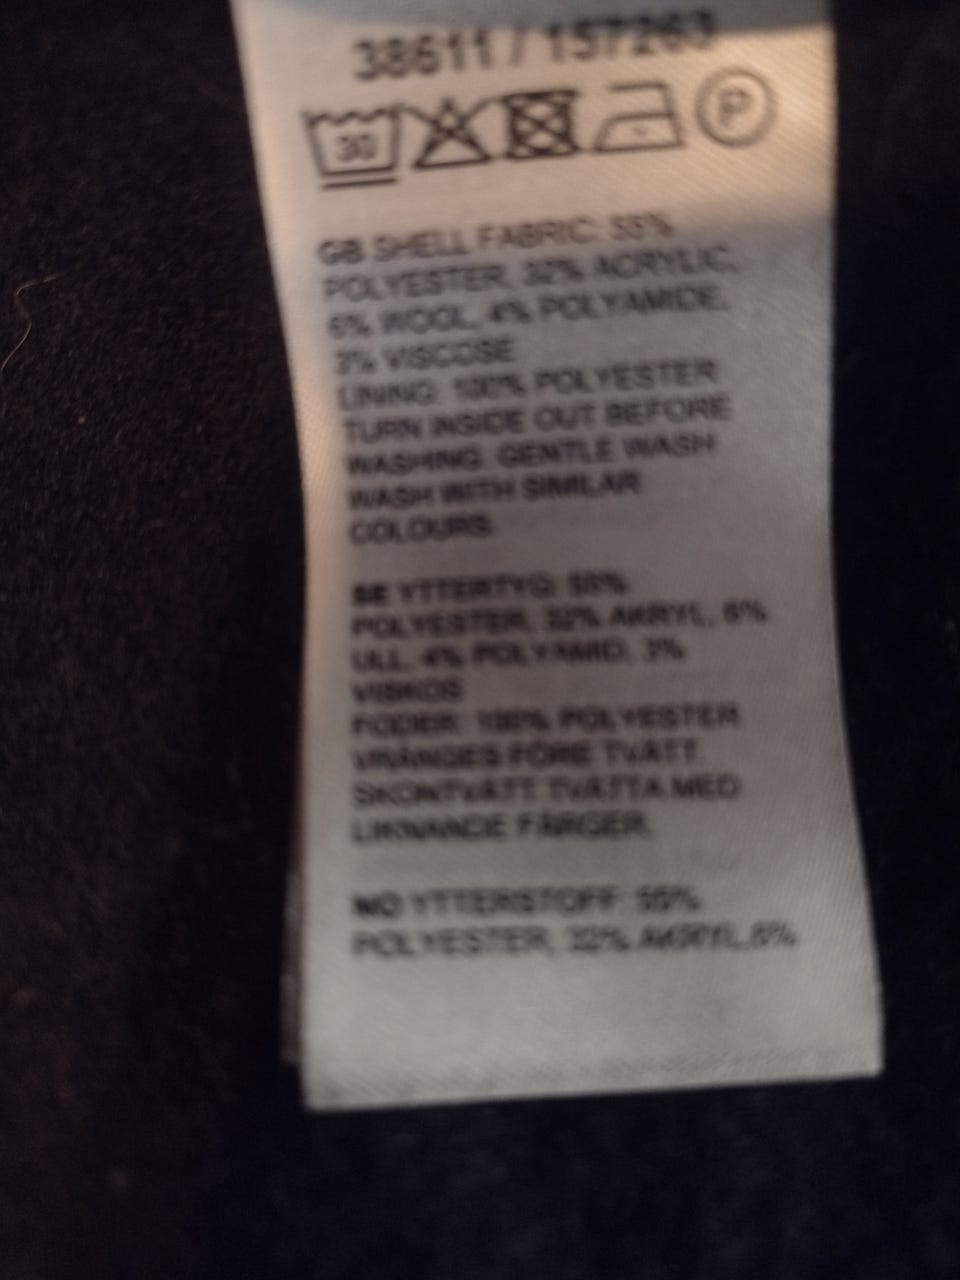 38611 / 157263
30 P
GB SHELL FABRIC: 55%
POLYESTER, 32% ACRYLIC,
6% WOOL, 4% POLYAMIDE,
3% VISCOSE
LINING: 100% POLYESTER
TURN INSIDE OUT BEFORE
WASHING. GENTLE WASH
WASH WITH SIMILAR
COLOURS.
SE YTTERTYG: 55%
POLYESTER, 32% AKRYL, 6%
ULL, 4% POLYAMID, 3%
VISKOS
FODER: 100% POLYESTER
VRÄNGES FÖRE TVÄTT.
SKONTVÄTT TVÄTTA MED
LIKNANDE FÄRGER.
NO YTTERSTOFF: 55%
POLYESTER, 32% AKRYL,6%